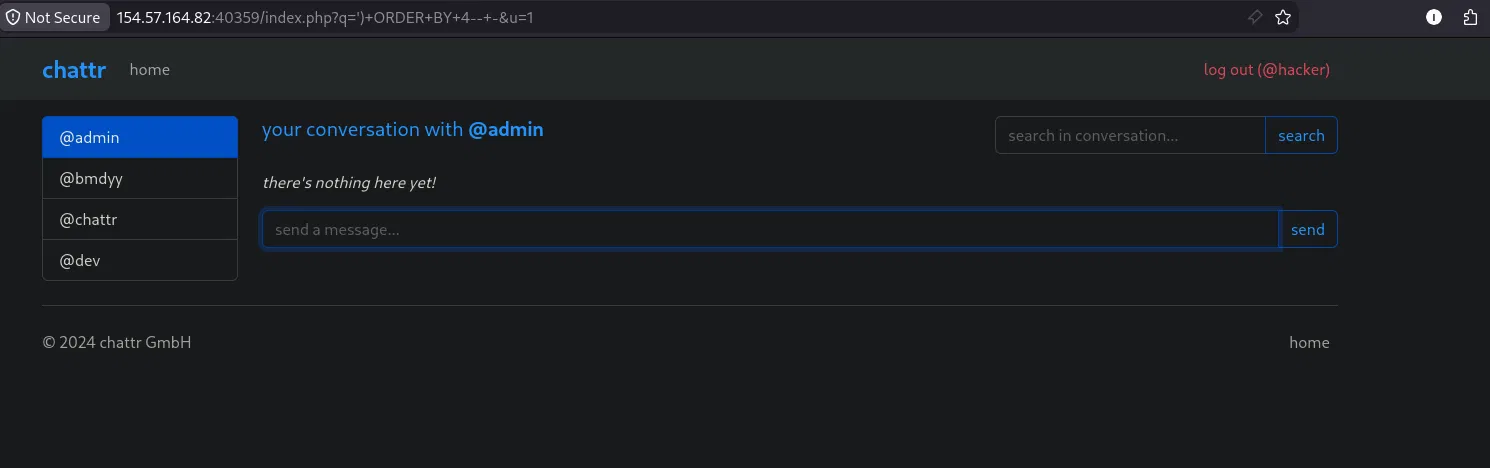 Not Secure 154.57.164.82:40359/index.php?q=')+ORDER+BY+4--+-&u=1
chattr home log out (@hacker)
@admin
@bmdyy
@chattr
@dev
your conversation with @admin
search in conversation... search
there's nothing here yet!
send a message... send
© 2024 chattr GmbH home